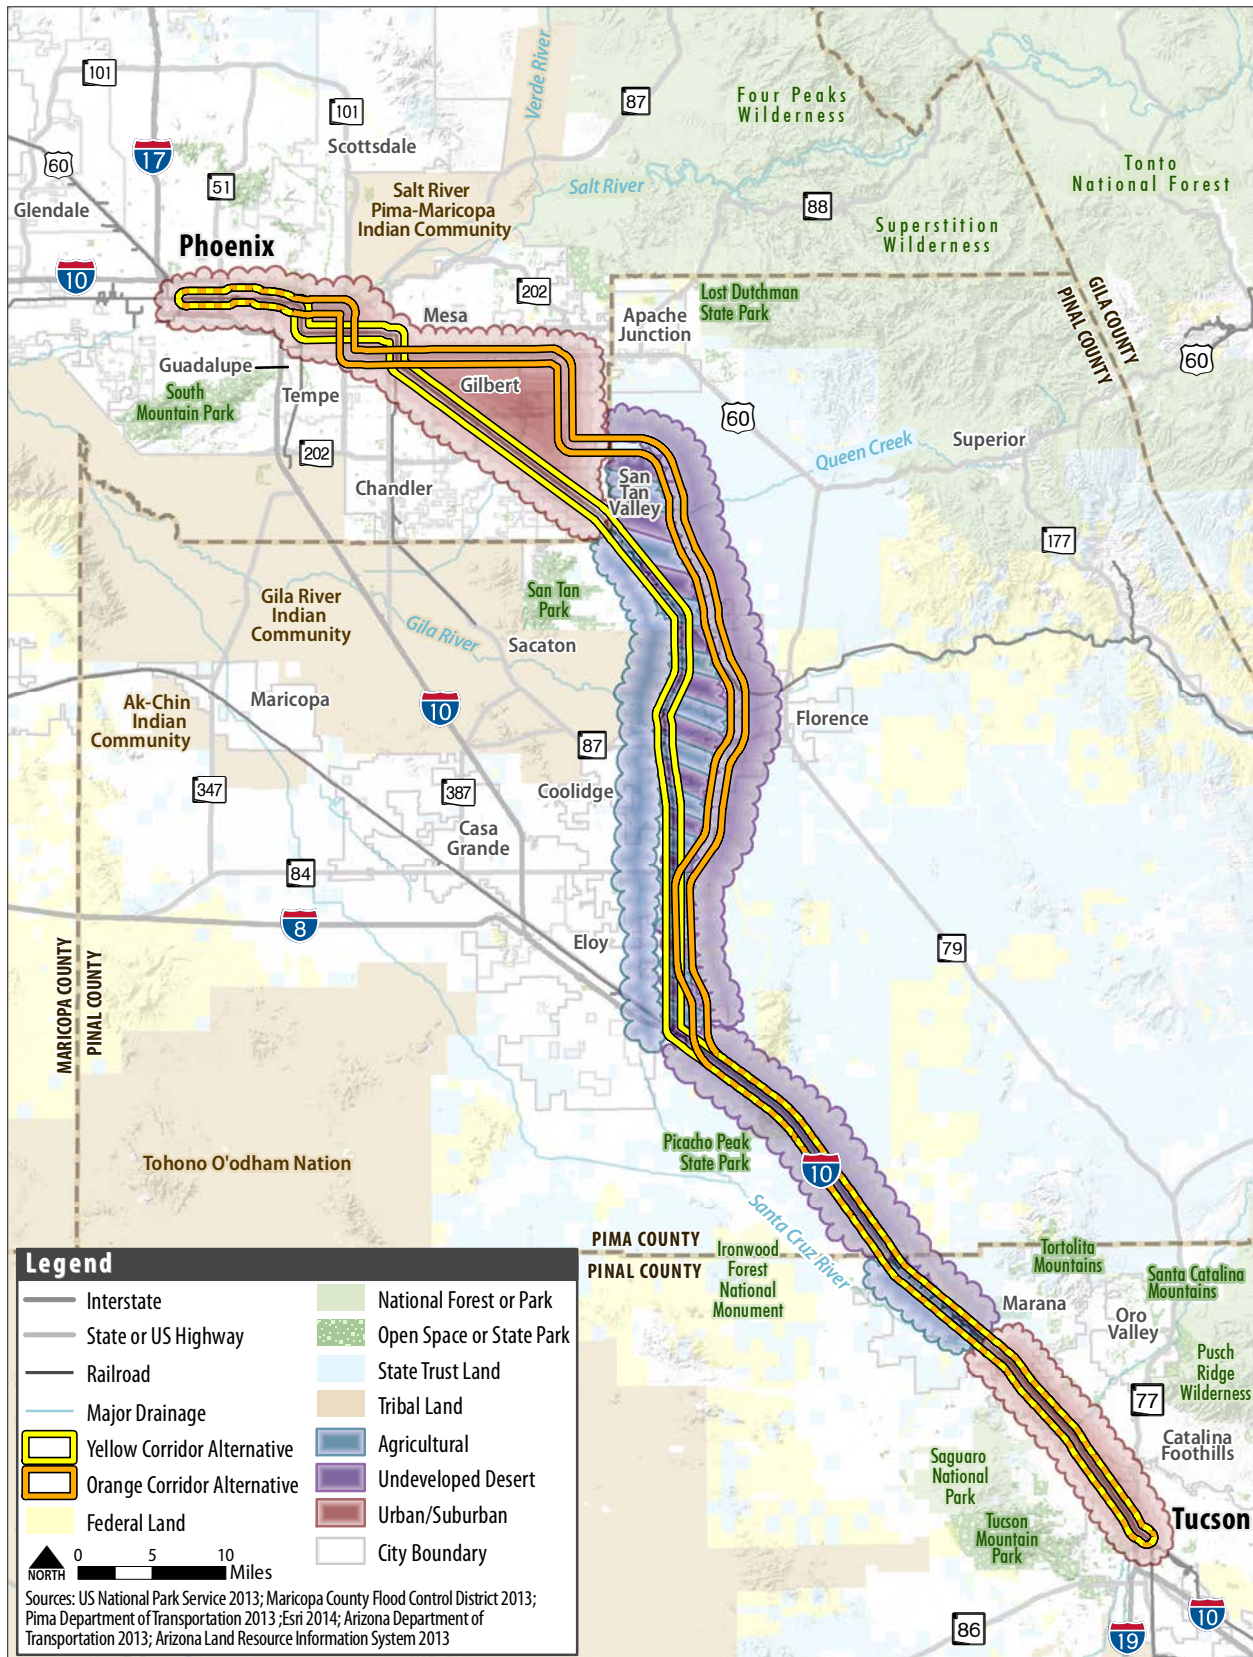 101
87
Four Peaks
Wilderness
Verde River
101
Scottsdale
60
17
51
Tonto
National Forest
Salt River
Pima-Maricopa
Indian Community
Salt River
88
Glendale
Superstition
Wilderness
Phoenix
10
202
Lost Dutchman
State Park
GILA COUNTY
PINAL COUNTY
Mesa
Apache
Junction
60
Guadalupe
Gilbert
South
Mountain Park
Tempe
60
202
Queen Creek
Superior
Chandler
San
Tan
Valley
177
San Tan
Park
Gila River
Indian
Community
Gila River
Sacaton
Ak-Chin
Indian
Community
Maricopa
10
Florence
87
347
387
Coolidge
Casa
Grande
84
8
Eloy
79
MARICOPA COUNTY
PINAL COUNTY
Picacho Peak
State Park
10
Tohono O'odham Nation
Santa Cruz River
PIMA COUNTY
PINAL COUNTY
Ironwood
Forest
National
Monument
Tortolita
Mountains
Santa Catalina
Mountains
Marana
Oro
Valley
Pusch
Ridge
Wilderness
77
Catalina
Foothills
Saguaro
National
Park
Tucson
Mountain
Park
Tucson
86
19
10
Legend
Interstate
State or US Highway
Railroad
Major Drainage
Yellow Corridor Alternative
Orange Corridor Alternative
Federal Land
National Forest or Park
Open Space or State Park
State Trust Land
Tribal Land
Agricultural
Undeveloped Desert
Urban/Suburban
City Boundary
NORTH
0 5 10
Miles
Sources: US National Park Service 2013; Maricopa County Flood Control District 2013;
Pima Department of Transportation 2013 ;Esri 2014; Arizona Department of
Transportation 2013; Arizona Land Resource Information System 2013